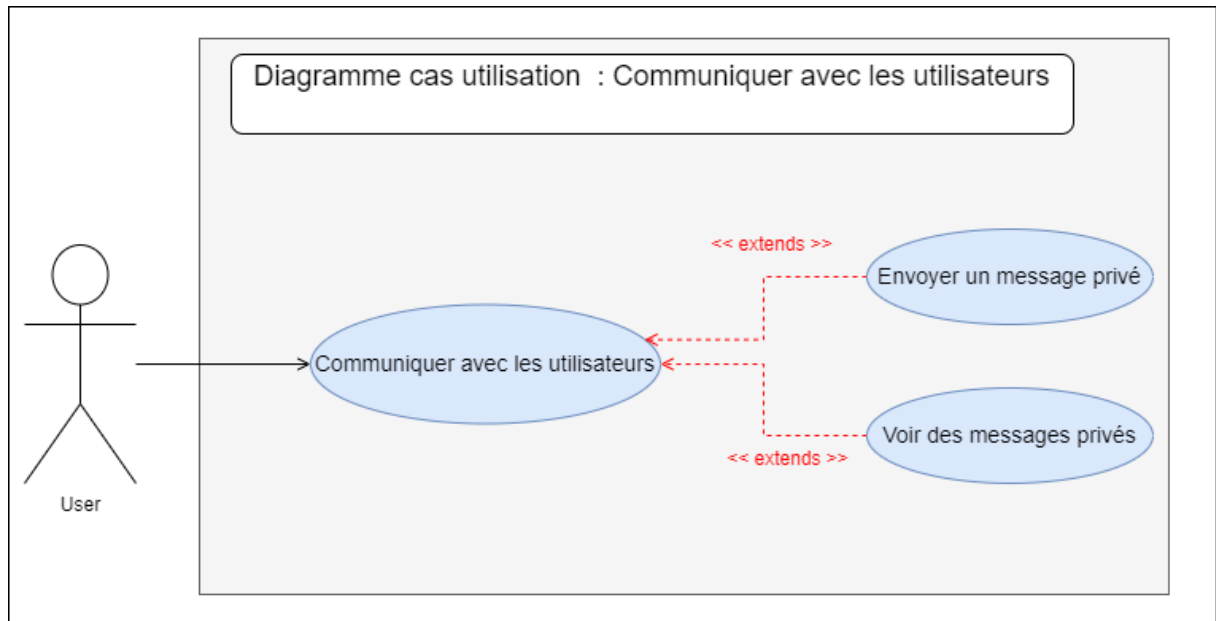 Diagramme cas utilisation : Communiquer avec les utilisateurs
<< extends >>
Envoyer un message privé
Communiquer avec les utilisateurs
Voir des messages privés
<< extends >>
User